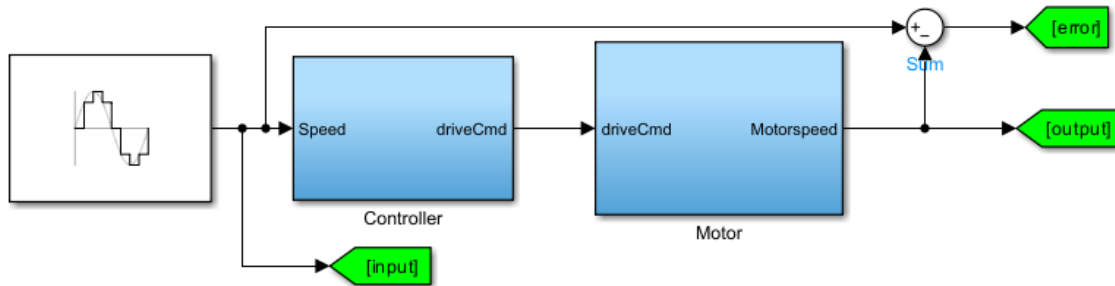 [error]
+
_
Sum
Speed
driveCmd
driveCmd
Motorspeed
[output]
Controller
Motor
[input]